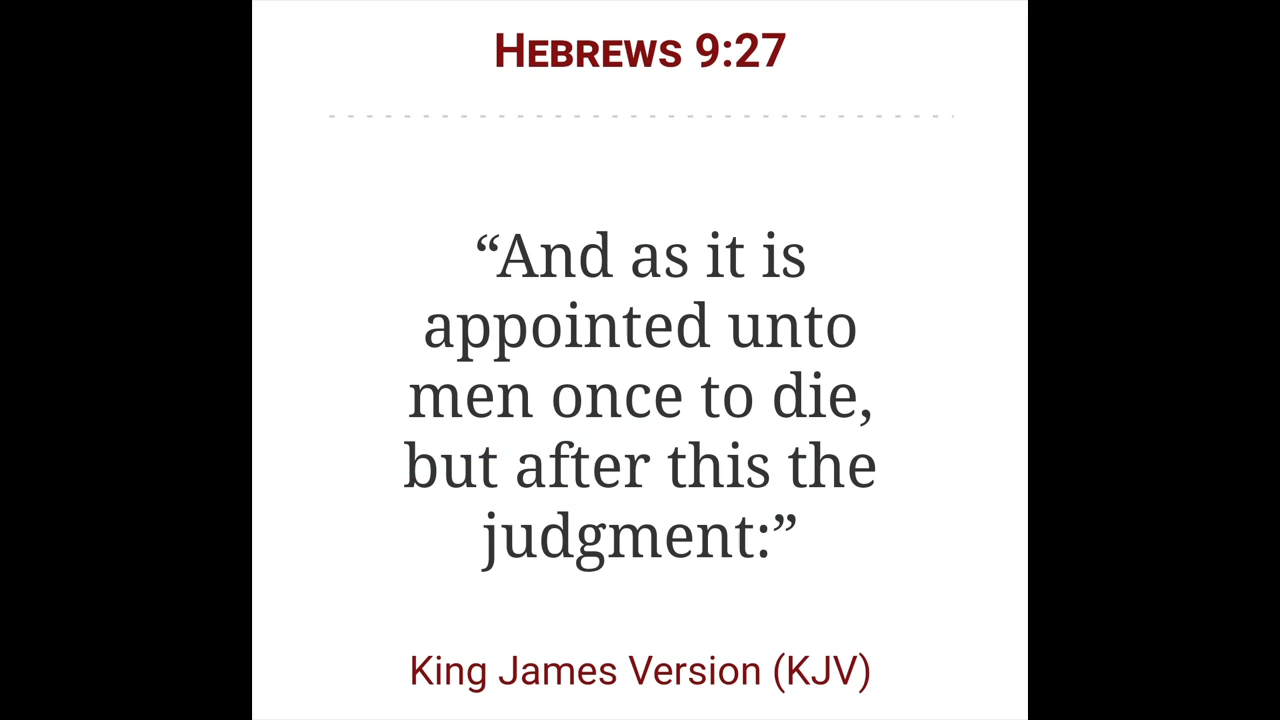 HEBREWS 9:27
“And as it is
appointed unto
men once to die,
but after this the
judgment:”
King James Version (KJV)